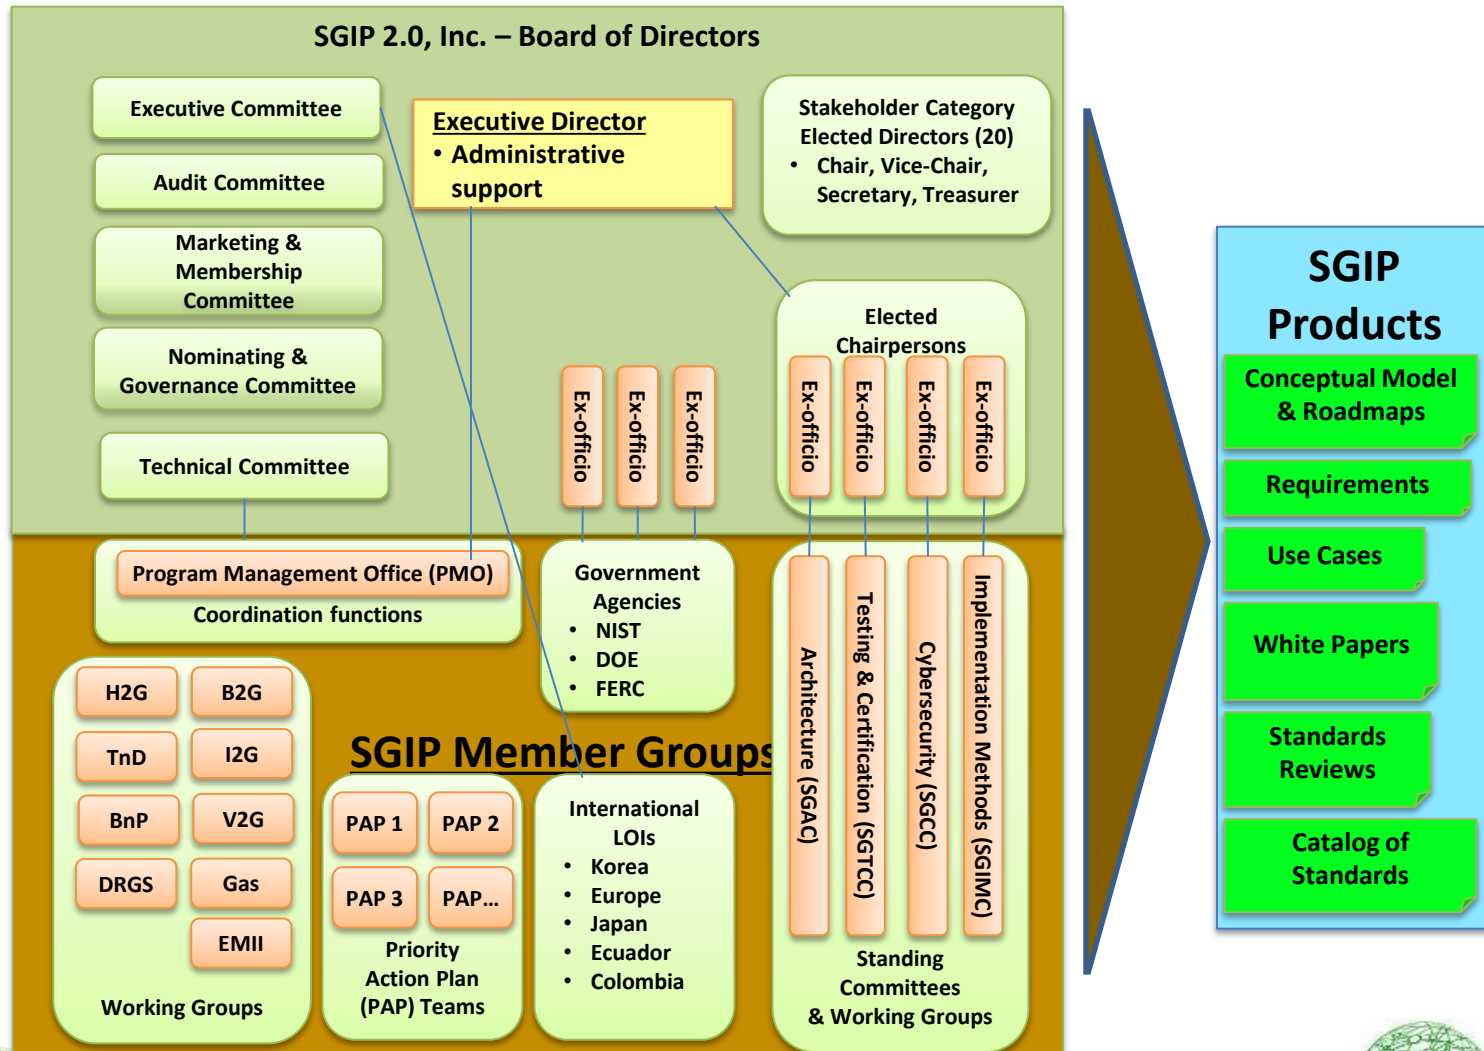 SGIP 2.0, Inc. – Board of Directors
Executive Committee
Audit Committee
Marketing &
Membership
Committee
Nominating &
Governance Committee
Technical Committee
Executive Director
• Administrative
support
Stakeholder Category
Elected Directors (20)
• Chair, Vice-Chair,
Secretary, Treasurer
Elected
Chairpersons
Ex-officio
Ex-officio
Ex-officio
Ex-officio
Ex-officio
Ex-officio
Ex-officio
Program Management Office (PMO)
Coordination functions
Government
Agencies
• NIST
• DOE
• FERC
Architecture (SGAC)
Testing & Certification (SGTCC)
Cybersecurity (SGCC)
Implementation Methods (SGIMC)
Standing
Committees
& Working Groups
SGIP Member Groups
H2G
B2G
TnD
I2G
BnP
V2G
DRGS
Gas
EMII
Working Groups
PAP 1
PAP 2
PAP 3
PAP...
Priority
Action Plan
(PAP) Teams
International
LOIs
• Korea
• Europe
• Japan
• Ecuador
• Colombia
SGIP
Products
Conceptual Model
& Roadmaps
Requirements
Use Cases
White Papers
Standards
Reviews
Catalog of
Standards